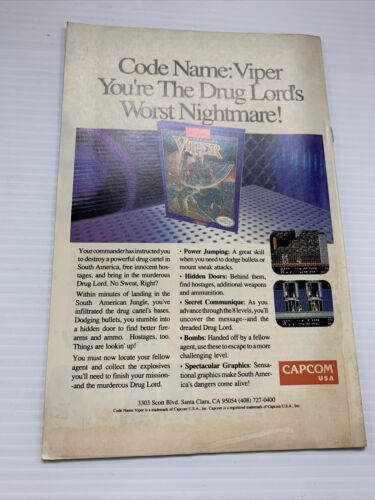 Code Name: Viper
You're The Drug Lord's
Worst Nightmare!
VIPER
Your commander has instructed you
to destroy a powerful drug cartel in
South America, free innocent hos-
tages, and bring in the murderous
Drug Lord. No Sweat, Right?
Within minutes of landing in the
South American Jungle, you've
infiltrated the drug cartel's bases.
Dodging bullets, you stumble into
a hidden door to find better fire-
arms and ammo. Hostages, too.
Things are lookin' up!
You must now locate your fellow
agent and collect the explosives
you'll need to finish your mission-
-and the murderous Drug Lord.
• Power Jumping: A great skill
when you need to dodge bullets or
mount sneak attacks.
• Hidden Doors: Behind them,
find hostages, additional weapons
and ammunition.
• Secret Communique: As you
advance through the 8 levels, you'll
uncover the message--and the
dreaded Drug Lord.
• Bombs: Handed off by a fellow
agent, use these to escape to a more
challenging level.
• Spectacular Graphics: Sensa-
tional graphics make South Amer-
ica's dangers come alive!
CAPCOM
USA
3303 Scott Blvd. Santa Clara, CA 95054 (408) 727-0400
Code Name Viper is a trademark of Capcom U.S.A., Inc. Capcom is a registered trademark of Capcom U.S.A., Inc.